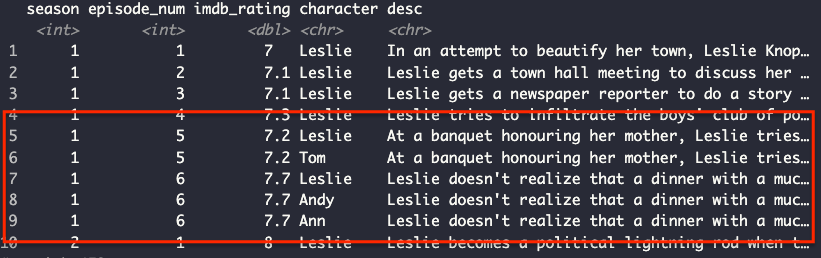 season episode_num imdb_rating character desc
<int> <int> <dbl> <chr> <chr>
1 1 1 7 Leslie In an attempt to beautify her town, Leslie Knop…
2 1 2 7.1 Leslie Leslie gets a town hall meeting to discuss her …
3 1 3 7.1 Leslie Leslie gets a newspaper reporter to do a story …
4 1 4 7.3 Leslie Leslie tries to infiltrate the boys' club of po…
5 1 5 7.2 Leslie At a banquet honouring her mother, Leslie tries…
6 1 5 7.2 Tom At a banquet honouring her mother, Leslie tries…
7 1 6 7.7 Leslie Leslie doesn't realize that a dinner with a muc…
8 1 6 7.7 Andy Leslie doesn't realize that a dinner with a muc…
9 1 6 7.7 Ann Leslie doesn't realize that a dinner with a muc…
10 2 1 8 Leslie Leslie becomes a political lightning rod when t…